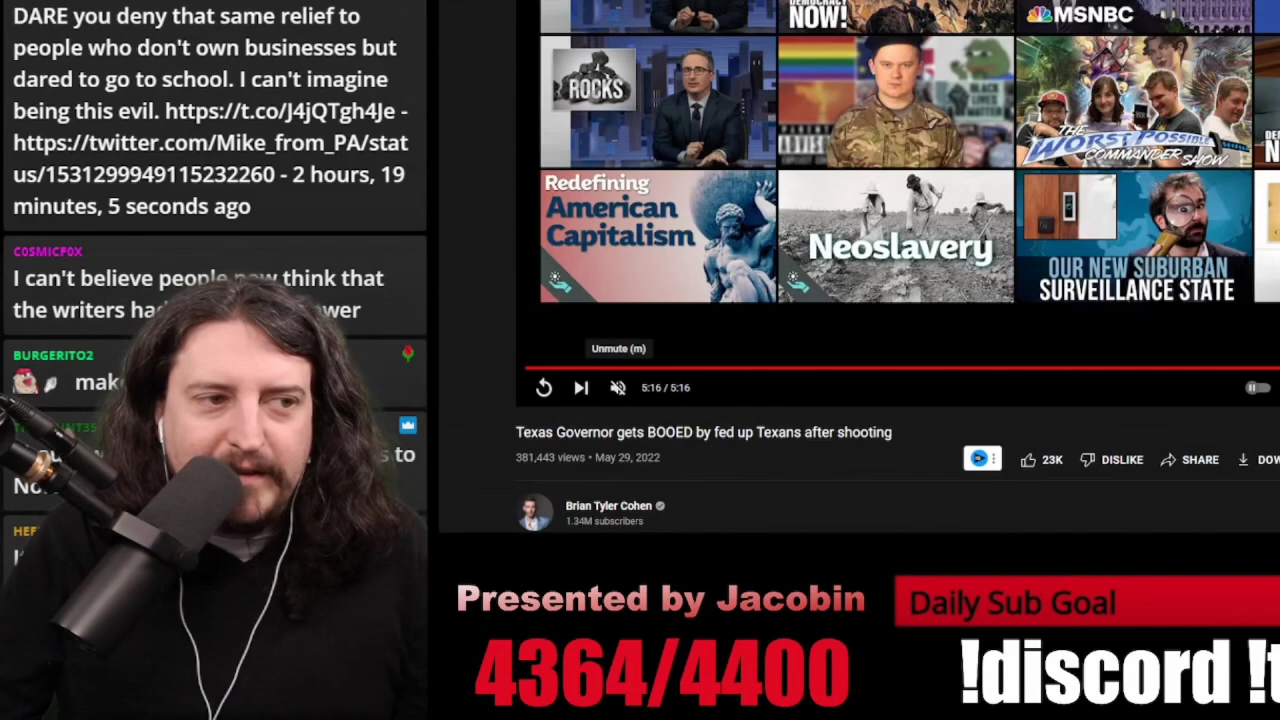 DARE you deny that same relief to
people who don't own businesses but
dared to go to school. I can't imagine
being this evil. https://t.co/J4jQTgh4Je -
https://twitter.com/Mike_from_PA/stat
us/1531299949115232260 - 2 hours, 19
minutes, 5 seconds ago
C0SMICF0X
I can't believe people now think that
the writers
BURGERITO2
to
HEF
NOW!
MSNBC
ROCKS
THE
WORST POSSIBLE
COMMANDER SHOW
Redefining
American
Capitalism
Neoslavery
OUR NEW SUBURBAN
SURVEILLANCE STATE
Unmute (m)
5:16 / 5:16
Texas Governor gets BOOED by fed up Texans after shooting
381,443 views • May 29, 2022
23K
DISLIKE
SHARE
Brian Tyler Cohen
1.34M subscribers
Presented by Jacobin
Daily Sub Goal
4364/4400
!discord